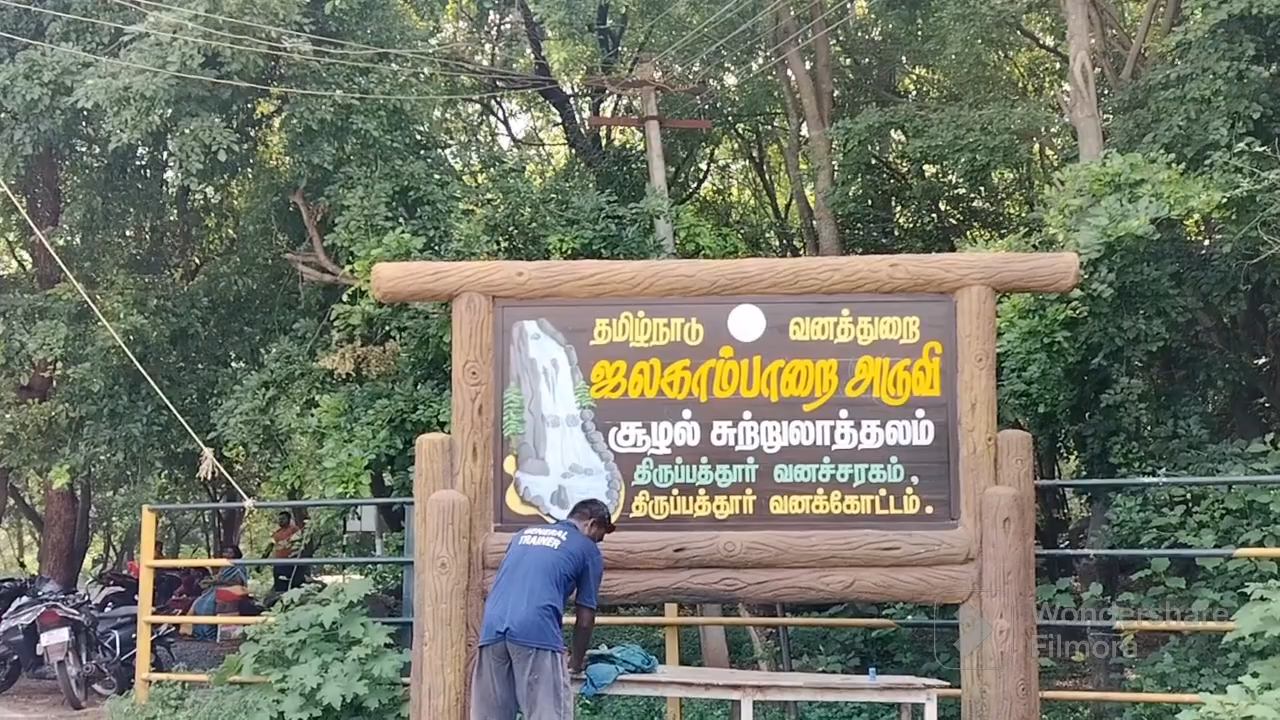 தமிழ்நாடு வனத்துறை
ஜலகாம்பாறை அருவி
சூழல் சுற்றுலாத்தலம்
திருப்பத்தூர் வனச்சரகம்,
திருப்பத்தூர் வனக்கோட்டம்.
GENERAL
TRAINER
Wondershare
Filmora